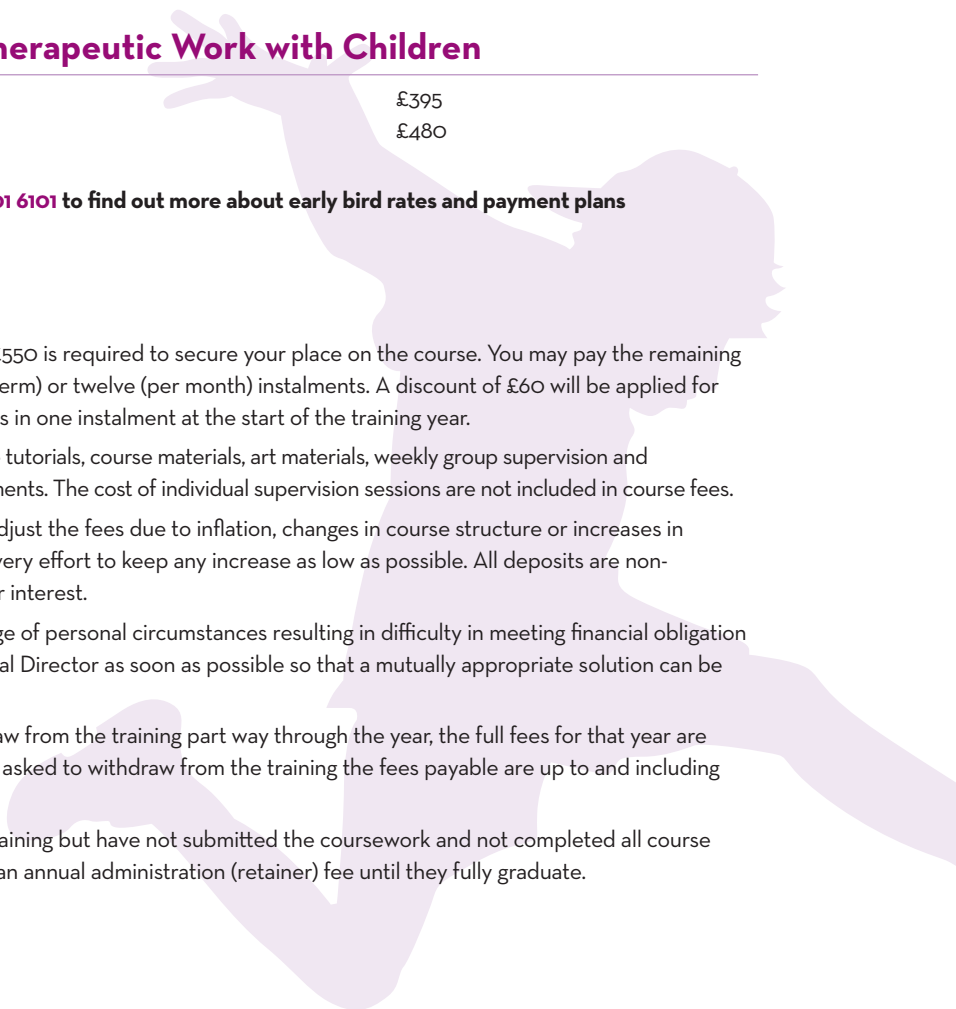 herapeutic Work with Children
£395
£480
01 6101 to find out more about early bird rates and payment plans
£550 is required to secure your place on the course. You may pay the remaining
erm) or twelve (per month) instalments. A discount of £60 will be applied for
s in one instalment at the start of the training year.
tutorials, course materials, art materials, weekly group supervision and
ments. The cost of individual supervision sessions are not included in course fees.
djust the fees due to inflation, changes in course structure or increases in
very effort to keep any increase as low as possible. All deposits are non-
r interest.
ge of personal circumstances resulting in difficulty in meeting financial obligation
al Director as soon as possible so that a mutually appropriate solution can be
aw from the training part way through the year, the full fees for that year are
asked to withdraw from the training the fees payable are up to and including
aining but have not submitted the coursework and not completed all course
an annual administration (retainer) fee until they fully graduate.